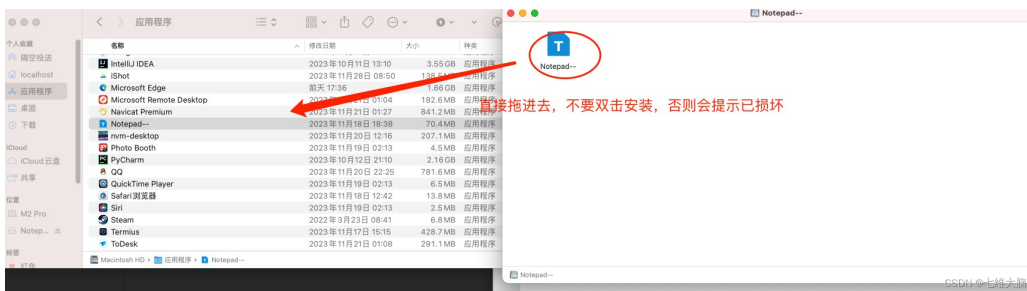 应用程序
Notepad--
个人收藏
隔空投送
localhost
应用程序
桌面
下载
iCloud
iCloud云盘
共享
位置
M2 Pro
Notep...
标签
红色
名称 修改日期 大小 种类
IntelliJ IDEA 2023年10月11日 13:10 3.55 GB 应用程序
iShot 2023年11月28日 08:50 138.5 MB 应用程序
Microsoft Edge 前天 17:36 1.66 GB 应用程序
Microsoft Remote Desktop 01:04 182.6 MB 应用程序
Navicat Premium 2023年11月21日 01:27 841.2 MB 应用程序
Notepad-- 2023年11月18日 18:38 70.4 MB 应用程序
nvm-desktop 2023年11月20日 12:16 207.1 MB 应用程序
Photo Booth 2023年11月19日 02:13 4.5 MB 应用程序
PyCharm 2023年10月12日 21:10 2.16 GB 应用程序
QQ 2023年11月20日 22:25 781.6 MB 应用程序
QuickTime Player 2023年11月19日 02:13 6.5 MB 应用程序
Safari浏览器 2023年11月18日 12:42 13.8 MB 应用程序
Siri 2023年11月19日 02:13 2.5 MB 应用程序
Steam 2022年3月23日 08:41 6.8 MB 应用程序
Termius 2023年11月17日 15:15 428.7 MB 应用程序
ToDesk 2023年11月21日 01:08 291.1 MB 应用程序
Macintosh HD › 应用程序 › Notepad--
T
Notepad--
直接拖进去，不要双击安装，否则会提示已损坏
Notepad--
CSDN @七维大脑